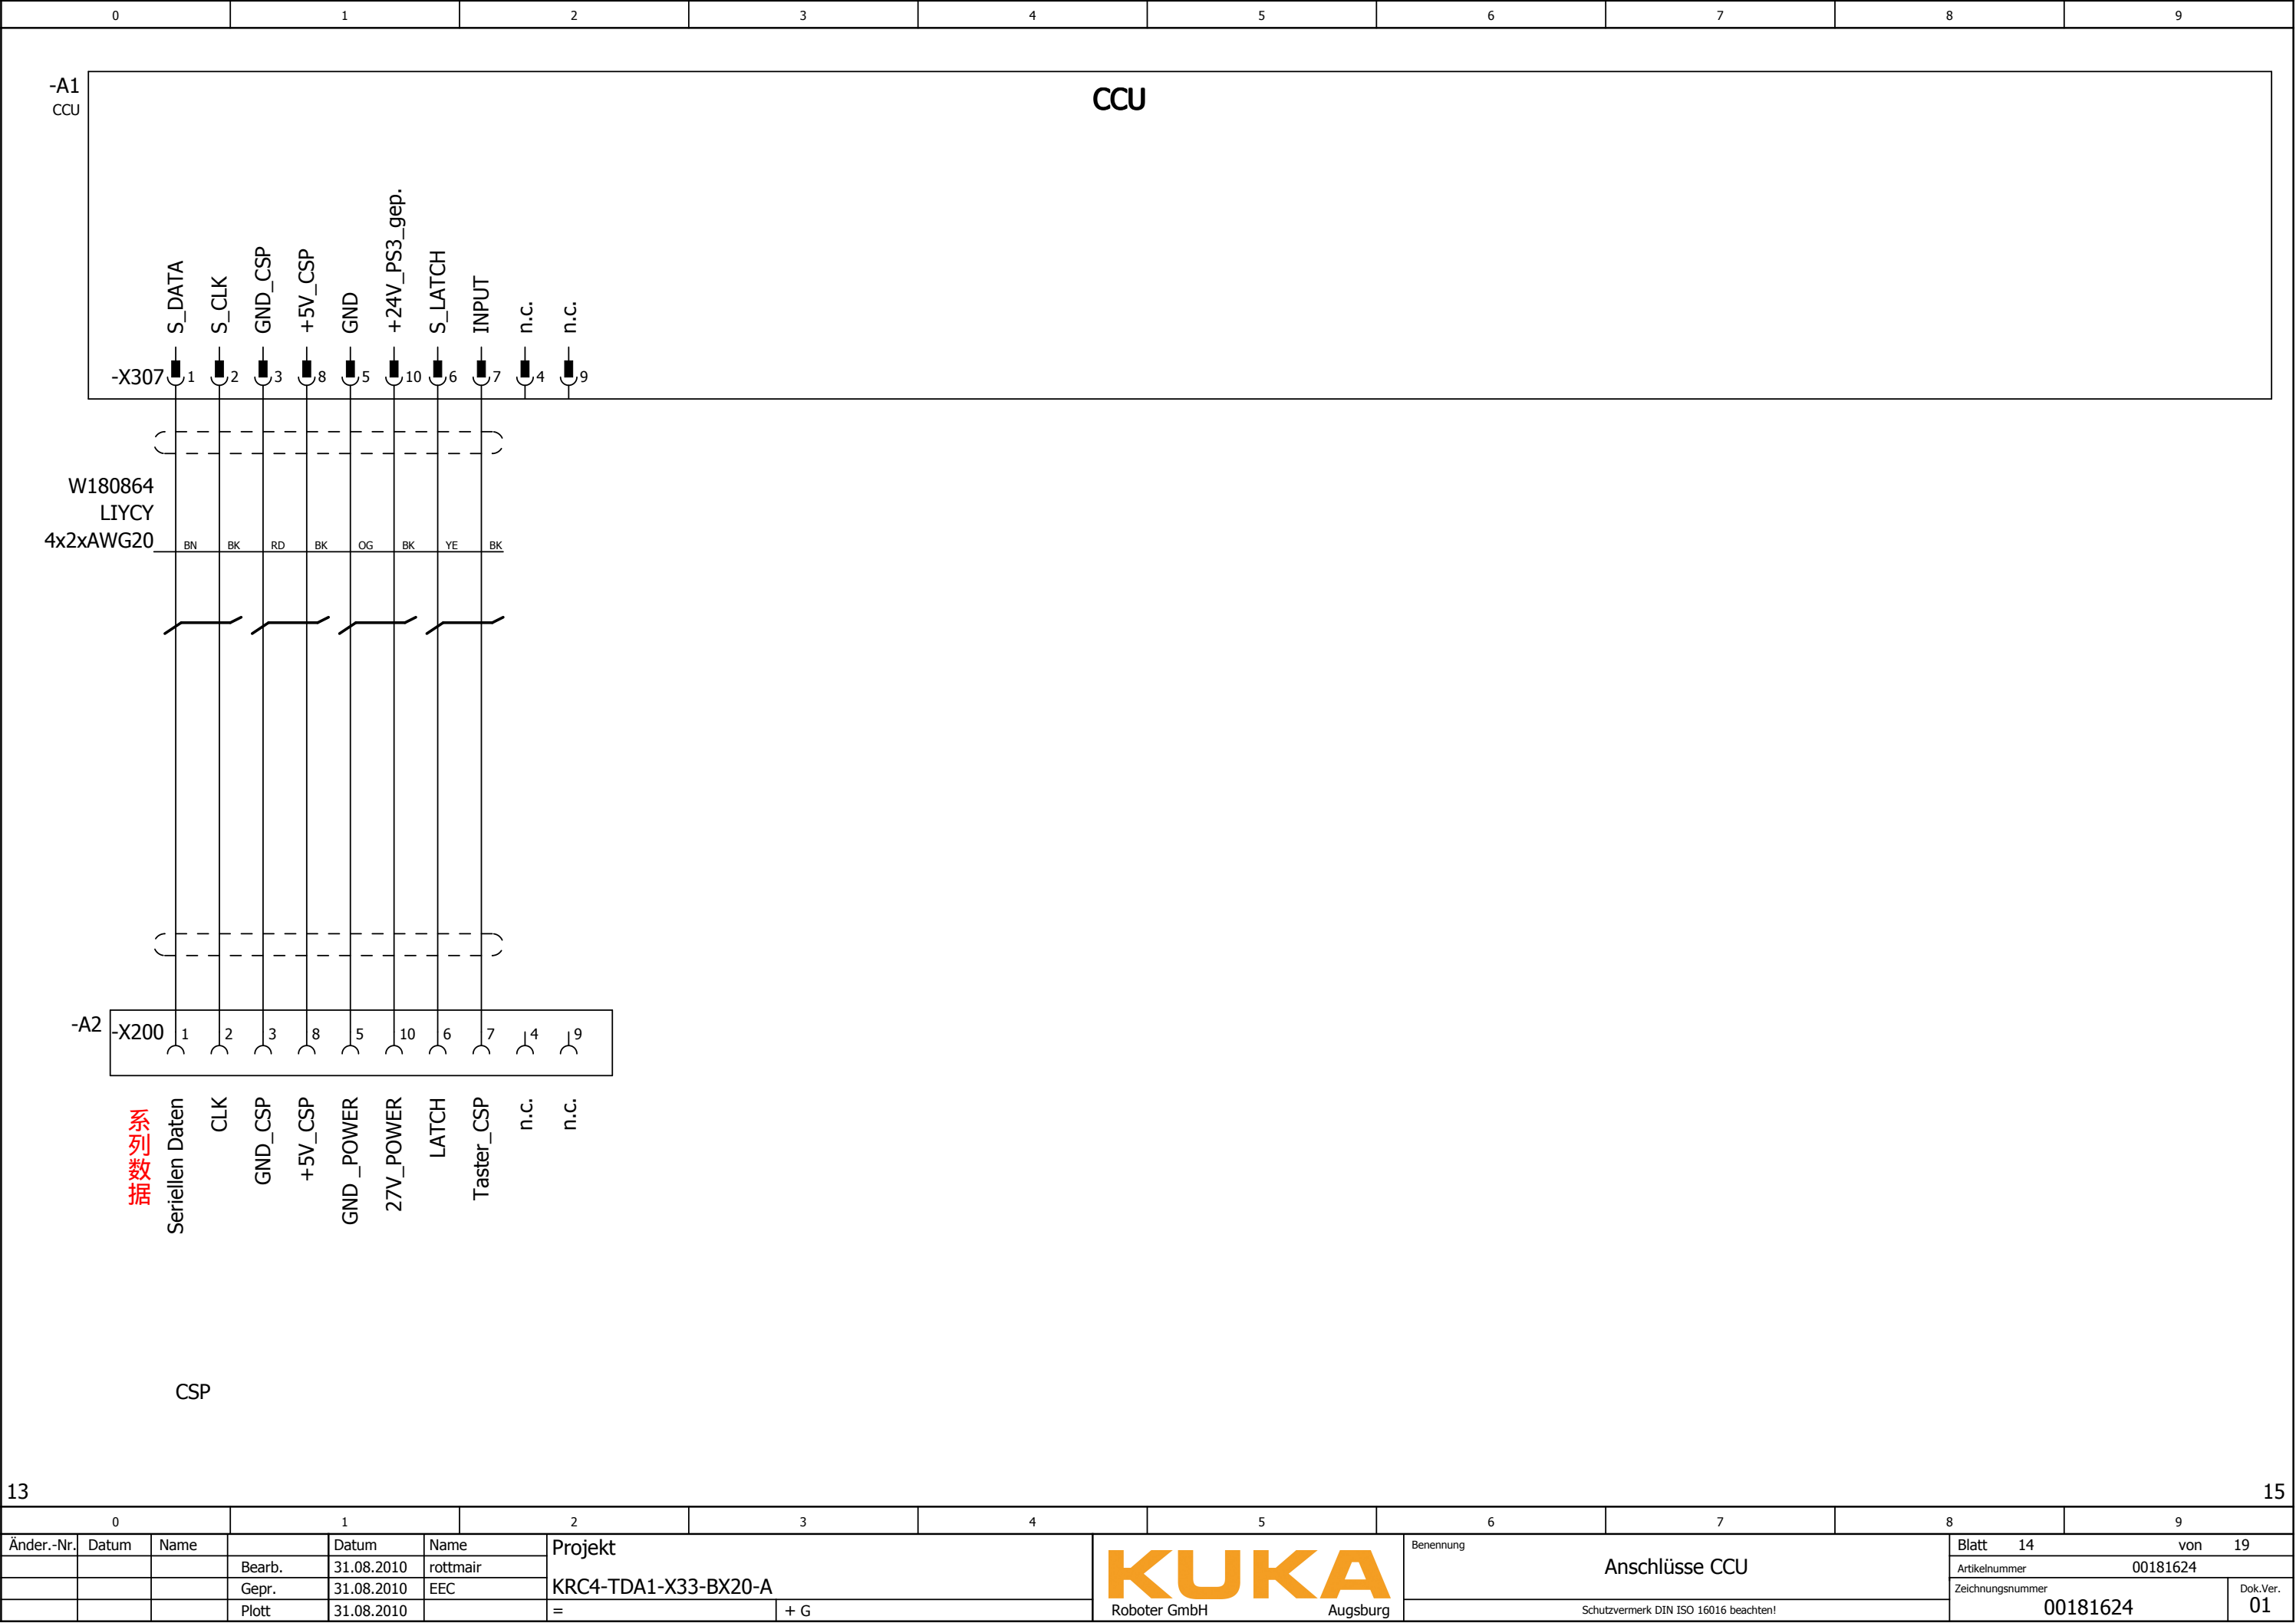 0 1 2 3 4 5 6 7 8 9
-A1
CCU
CCU
S_DATA
S_CLK
GND_CSP
+5V_CSP
GND
+24V_PS3_gep.
S_LATCH
INPUT
n.c.
n.c.
-X307 1 2 3 8 5 10 6 7 4 9
W180864
LIYCY
4x2xAWG20
BN BK RD BK OG BK YE BK
-A2 -X200 1 2 3 8 5 10 6 7 4 9
系列数据
Seriellen Daten
CLK
GND_CSP
+5V_CSP
GND _POWER
27V_POWER
LATCH
Taster_CSP
n.c.
n.c.
CSP
13 15
0 1 2 3 4 5 6 7 8 9
Änder.-Nr. Datum Name Datum Name
Bearb. 31.08.2010 rottmair
Gepr. 31.08.2010 EEC
Plott 31.08.2010
Projekt
KRC4-TDA1-X33-BX20-A
= + G
KUKA
Roboter GmbH Augsburg
Benennung
Anschlüsse CCU
Schutzvermerk DIN ISO 16016 beachten!
Blatt 14 von 19
Artikelnummer 00181624
Zeichnungsnummer
00181624
Dok.Ver.
01